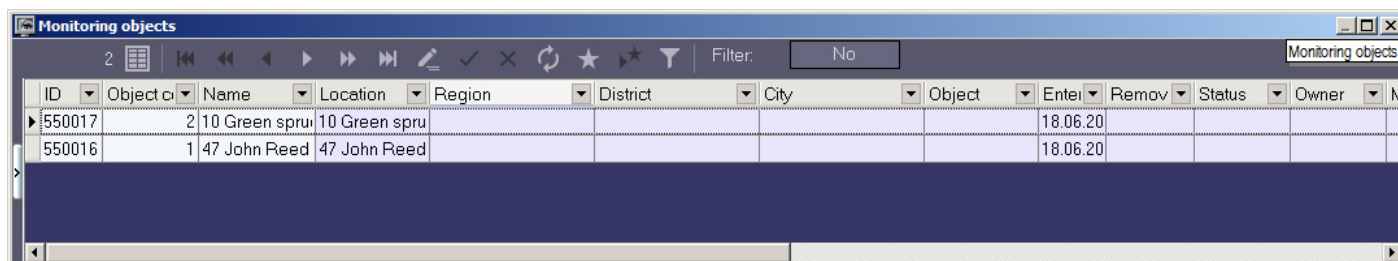 Monitoring objects
2 Filter: No Monitoring objects
ID Object c Name Location Region District City Object Enter Remov Status Owner
550017 2 10 Green spru 10 Green spru 18.06.20
550016 1 47 John Reed 47 John Reed 18.06.20